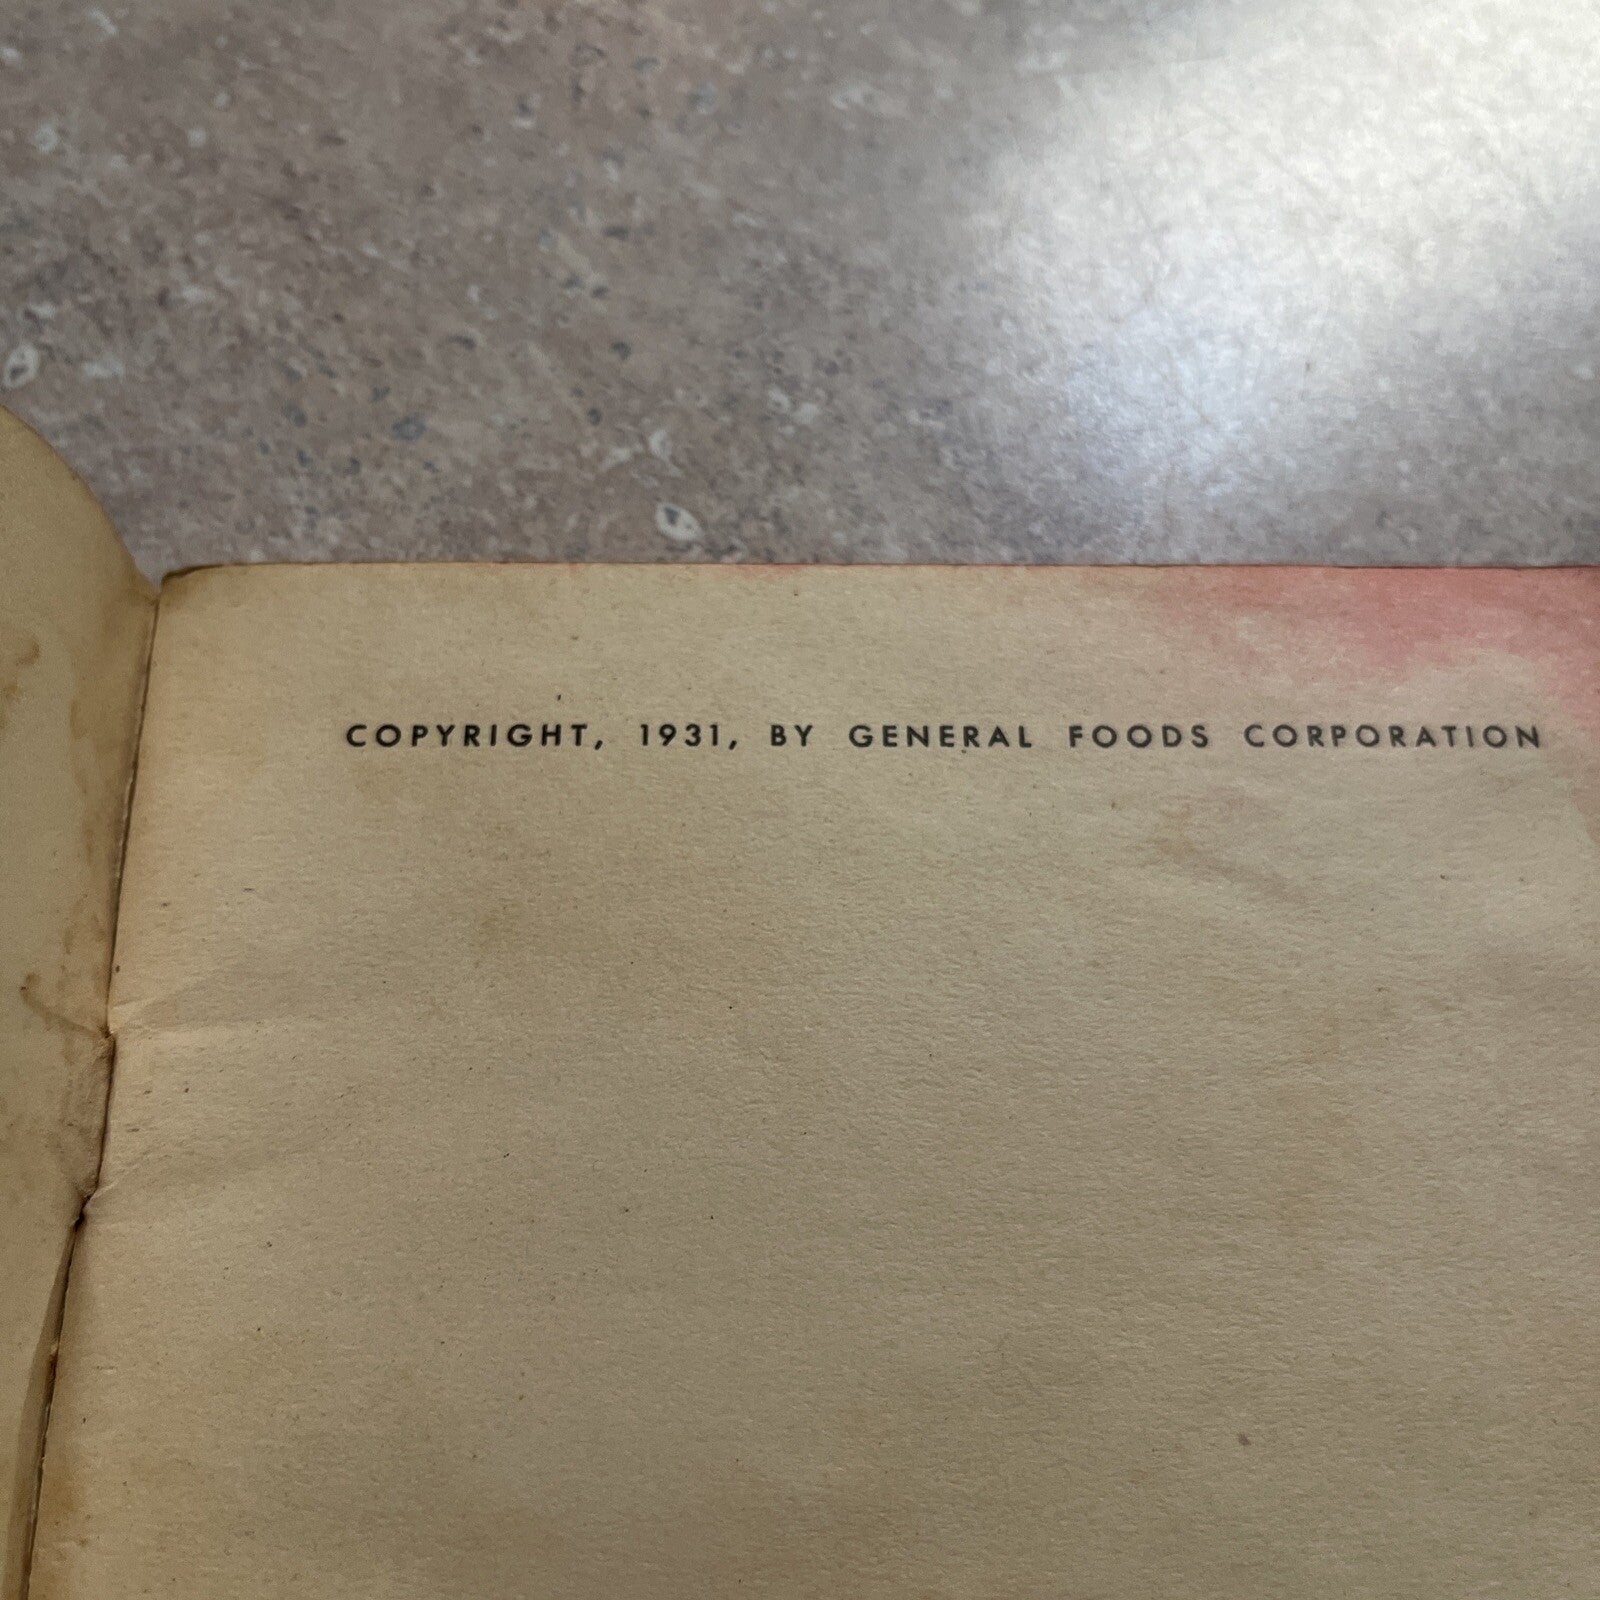 COPYRIGHT, 1931, BY GENERAL FOODS CORPORATION